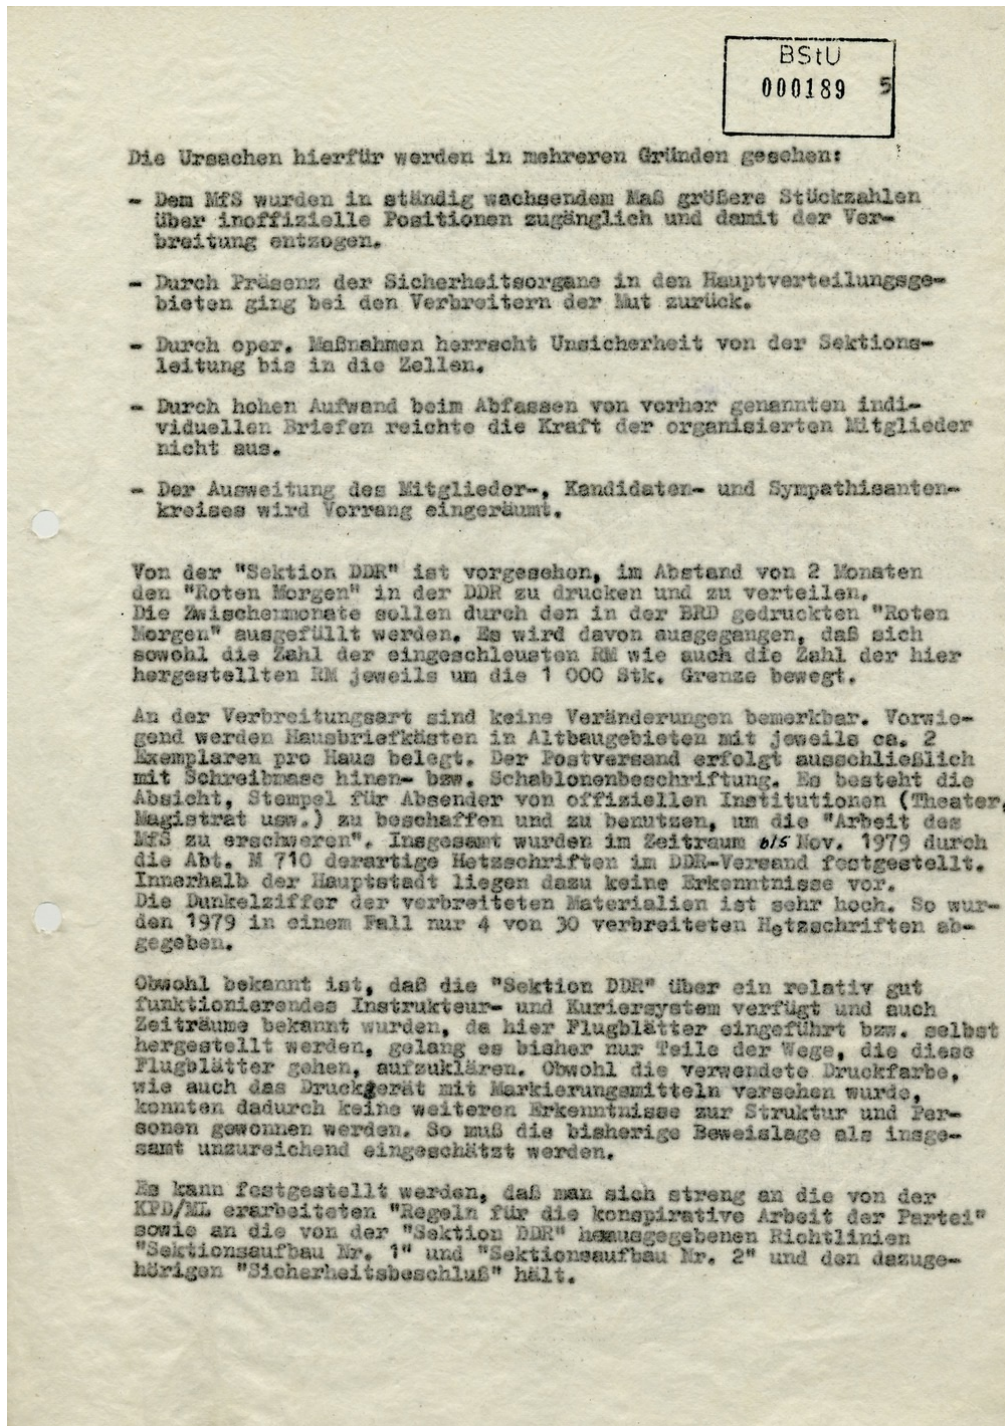 BStU
000189 5
Die Ursachen hierfür werden in mehreren Gründen gesehen:
- Dem MfS wurden in ständig wachsendem Maß größere Stückzahlen
über inoffizielle Positionen zugänglich und damit der Ver-
breitung entzogen.
- Durch Präsenz der Sicherheitsorgane in den Hauptverteilungsge-
bieten ging bei den Verbreitern der Mut zurück.
- Durch oper. Maßnahmen herrscht Unsicherheit von der Sektions-
leitung bis in die Zellen.
- Durch hohen Aufwand beim Abfassen von vorher genannten indi-
viduellen Briefen reichte die Kraft der organisierten Mitglieder
nicht aus.
- Der Ausweitung des Mitglieder-, Kandidaten- und Sympathisanten-
kreises wird Vorrang eingeräumt.
Von der "Sektion DDR" ist vorgesehen, im Abstand von 2 Monaten
den "Roten Morgen" in der DDR zu drucken und zu verteilen.
Die Zwischenmonate sollen durch den in der BRD gedruckten "Roten
Morgen" ausgefüllt werden. Es wird davon ausgegangen, daß sich
sowohl die Zahl der eingeschleusten RM wie auch die Zahl der hier
hergestellten RM jeweils um die 1 000 Stk. Grenze bewegt.
An der Verbreitungsart sind keine Veränderungen bemerkbar. Vorwie-
gend werden Hausbriefkästen in Altbaugebieten mit jeweils ca. 2
Exemplaren pro Haus belegt. Der Postversand erfolgt ausschließlich
mit Schreibmaschinen- bzw. Schablonenbeschriftung. Es besteht die
Absicht, Stempel für Absender von offiziellen Institutionen (Theater,
Magistrat usw.) zu beschaffen und zu benutzen, um die "Arbeit des
MfS zu erschweren". Insgesamt wurden im Zeitraum bis Nov. 1979 durch
die Abt. M 710 derartige Hetzschriften im DDR-Versand festgestellt.
Innerhalb der Hauptstadt liegen dazu keine Erkenntnisse vor.
Die Dunkelziffer der verbreiteten Materialien ist sehr hoch. So wur-
den 1979 in einem Fall nur 4 von 30 verbreiteten Hetzschriften ab-
gegeben.
Obwohl bekannt ist, daß die "Sektion DDR" über ein relativ gut
funktionierendes Instrukteur- und Kuriersystem verfügt und auch
Zeiträume bekannt wurden, da hier Flugblätter eingeführt bzw. selbst
hergestellt werden, gelang es bisher nur Teile der Wege, die diese
Flugblätter gehen, aufzuklären. Obwohl die verwendete Druckfarbe,
wie auch das Druckgerät mit Markierungsmitteln versehen wurde,
konnten dadurch keine weiteren Erkenntnisse zur Struktur und Per-
sonen gewonnen werden. So muß die bisherige Beweislage als insge-
samt unzureichend eingeschätzt werden.
Es kann festgestellt werden, daß man sich streng an die von der
KPD/ML erarbeiteten "Regeln für die konspirative Arbeit der Partei"
sowie an die von der "Sektion DDR" herausgegebenen Richtlinien
"Sektionsaufbau Nr. 1" und "Sektionsaufbau Nr. 2" und den dazuge-
hörigen "Sicherheitsbeschluß" hält.